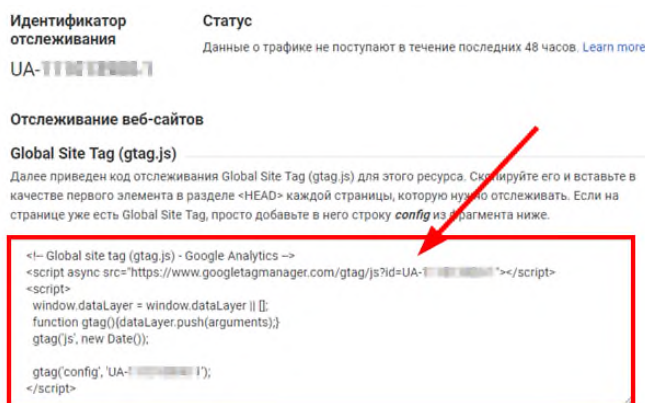 Идентификатор отслеживания
UA-
Статус
Данные о трафике не поступают в течение последних 48 часов. Learn more
Отслеживание веб-сайтов
Global Site Tag (gtag.js)
Далее приведен код отслеживания Global Site Tag (gtag.js) для этого ресурса. Скопируйте его и вставьте в
качестве первого элемента в разделе <HEAD> каждой страницы, которую нужно отслеживать. Если на
странице уже есть Global Site Tag, просто добавьте в него строку config из фрагмента ниже.
<!-- Global site tag (gtag.js) - Google Analytics -->
<script async src="https://www.googletagmanager.com/gtag/js?id=UA-1 "></script>
<script>
window.dataLayer = window.dataLayer || [];
function gtag(){dataLayer.push(arguments);}
gtag('js', new Date());
gtag('config', 'UA- ');
</script>